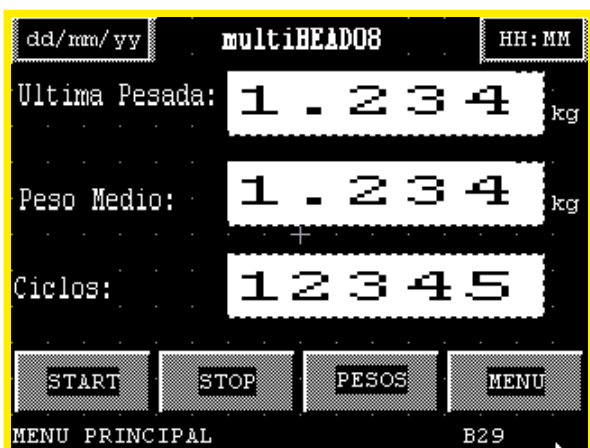 dd/mm/yy multiHEAD08 HH:MM
Ultima Pesada: 1.234 kg
Peso Medio: 1.234 kg
Ciclos: 12345
START STOP PESOS MENU
MENU PRINCIPAL B29